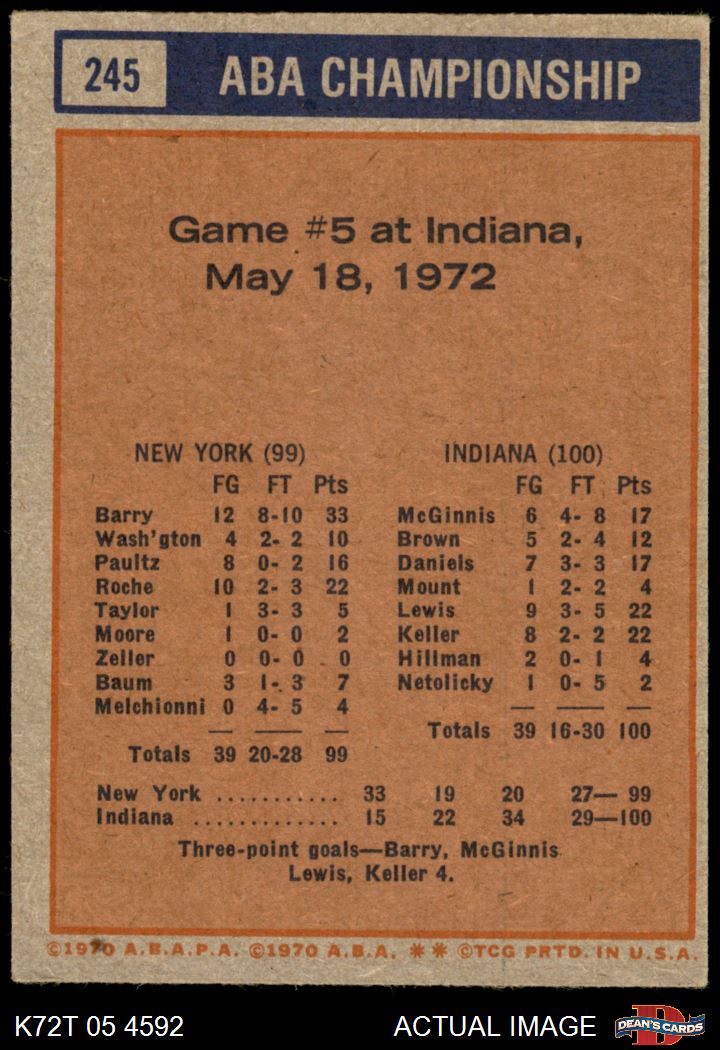 245 ABA CHAMPIONSHIP
Game #5 at Indiana,
May 18, 1972
NEW YORK (99)
FG FT Pts
Barry 12 8-10 33
Wash'gton 4 2- 2 10
Paultz 8 0- 2 16
Roche 10 2- 3 22
Taylor 1 3- 3 5
Moore 1 0- 0 2
Zeller 0 0- 0 0
Baum 3 1- 3 7
Melchionni 0 4- 5 4
Totals 39 20-28 99
INDIANA (100)
FG FT Pts
McGinnis 6 4- 8 17
Brown 5 2- 4 12
Daniels 7 3- 3 17
Mount 1 2- 2 4
Lewis 9 3- 5 22
Keller 8 2- 2 22
Hillman 2 0- 1 4
Netolicky 1 0- 5 2
Totals 39 16-30 100
New York ........... 33 19 20 27— 99
Indiana ............. 15 22 34 29—100
Three-point goals—Barry, McGinnis
Lewis, Keller 4.
©1970 A.B.A.P.A. ©1970 A.B.A. ** ©TCG PRTD. IN U.S.A.
K72T 05 4592 ACTUAL IMAGE D DEAN'S CARDS